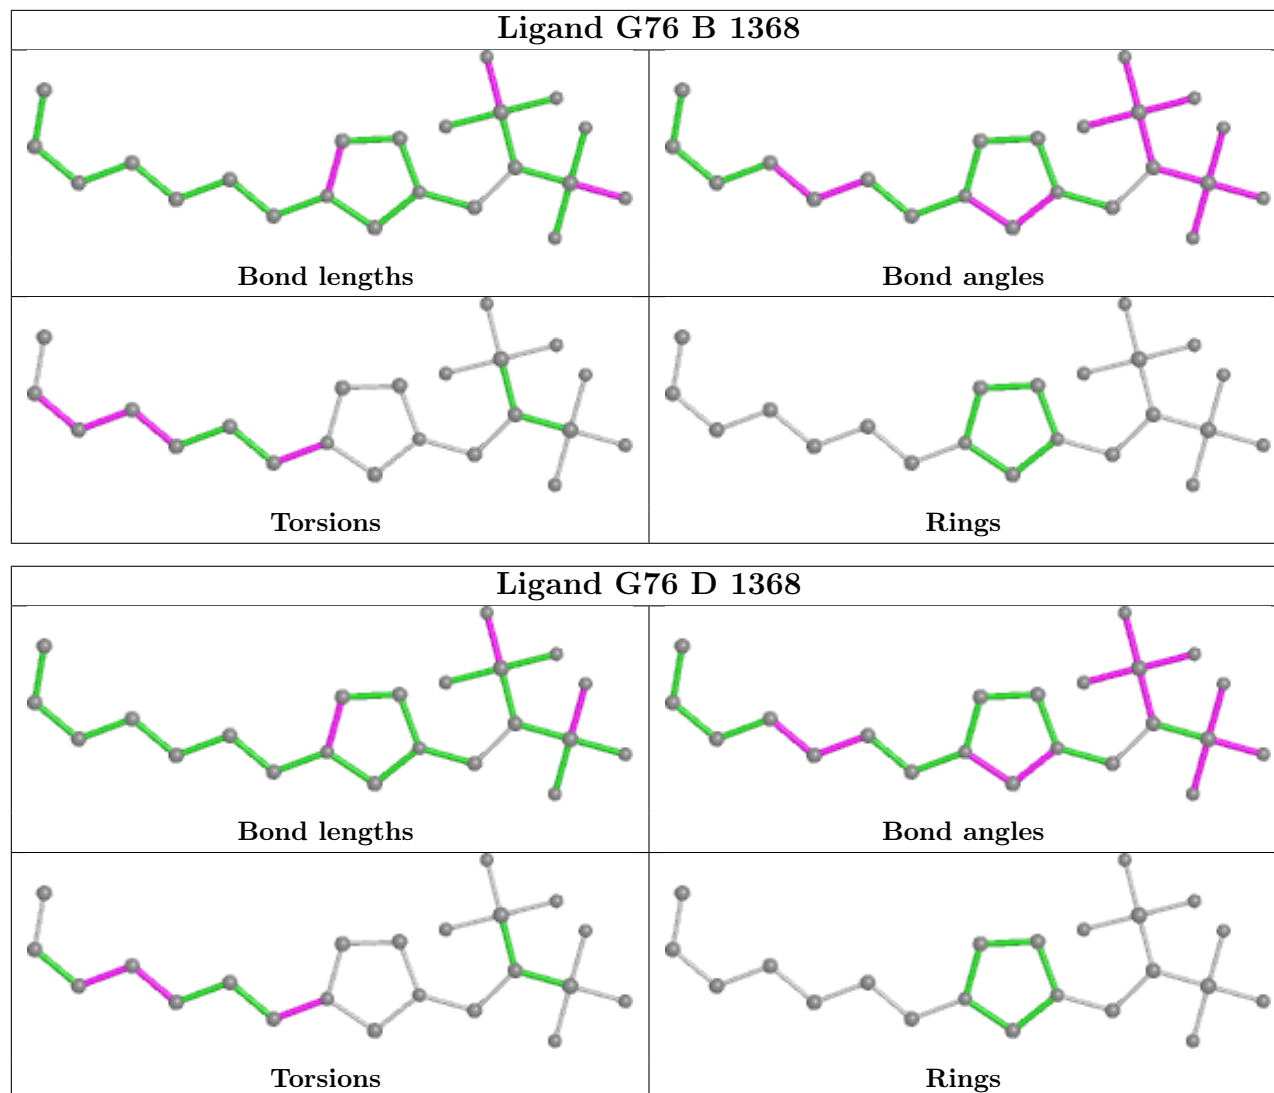 Ligand G76 B 1368
Bond lengths
Bond angles
Torsions
Rings
Ligand G76 D 1368
Bond lengths
Bond angles
Torsions
Rings